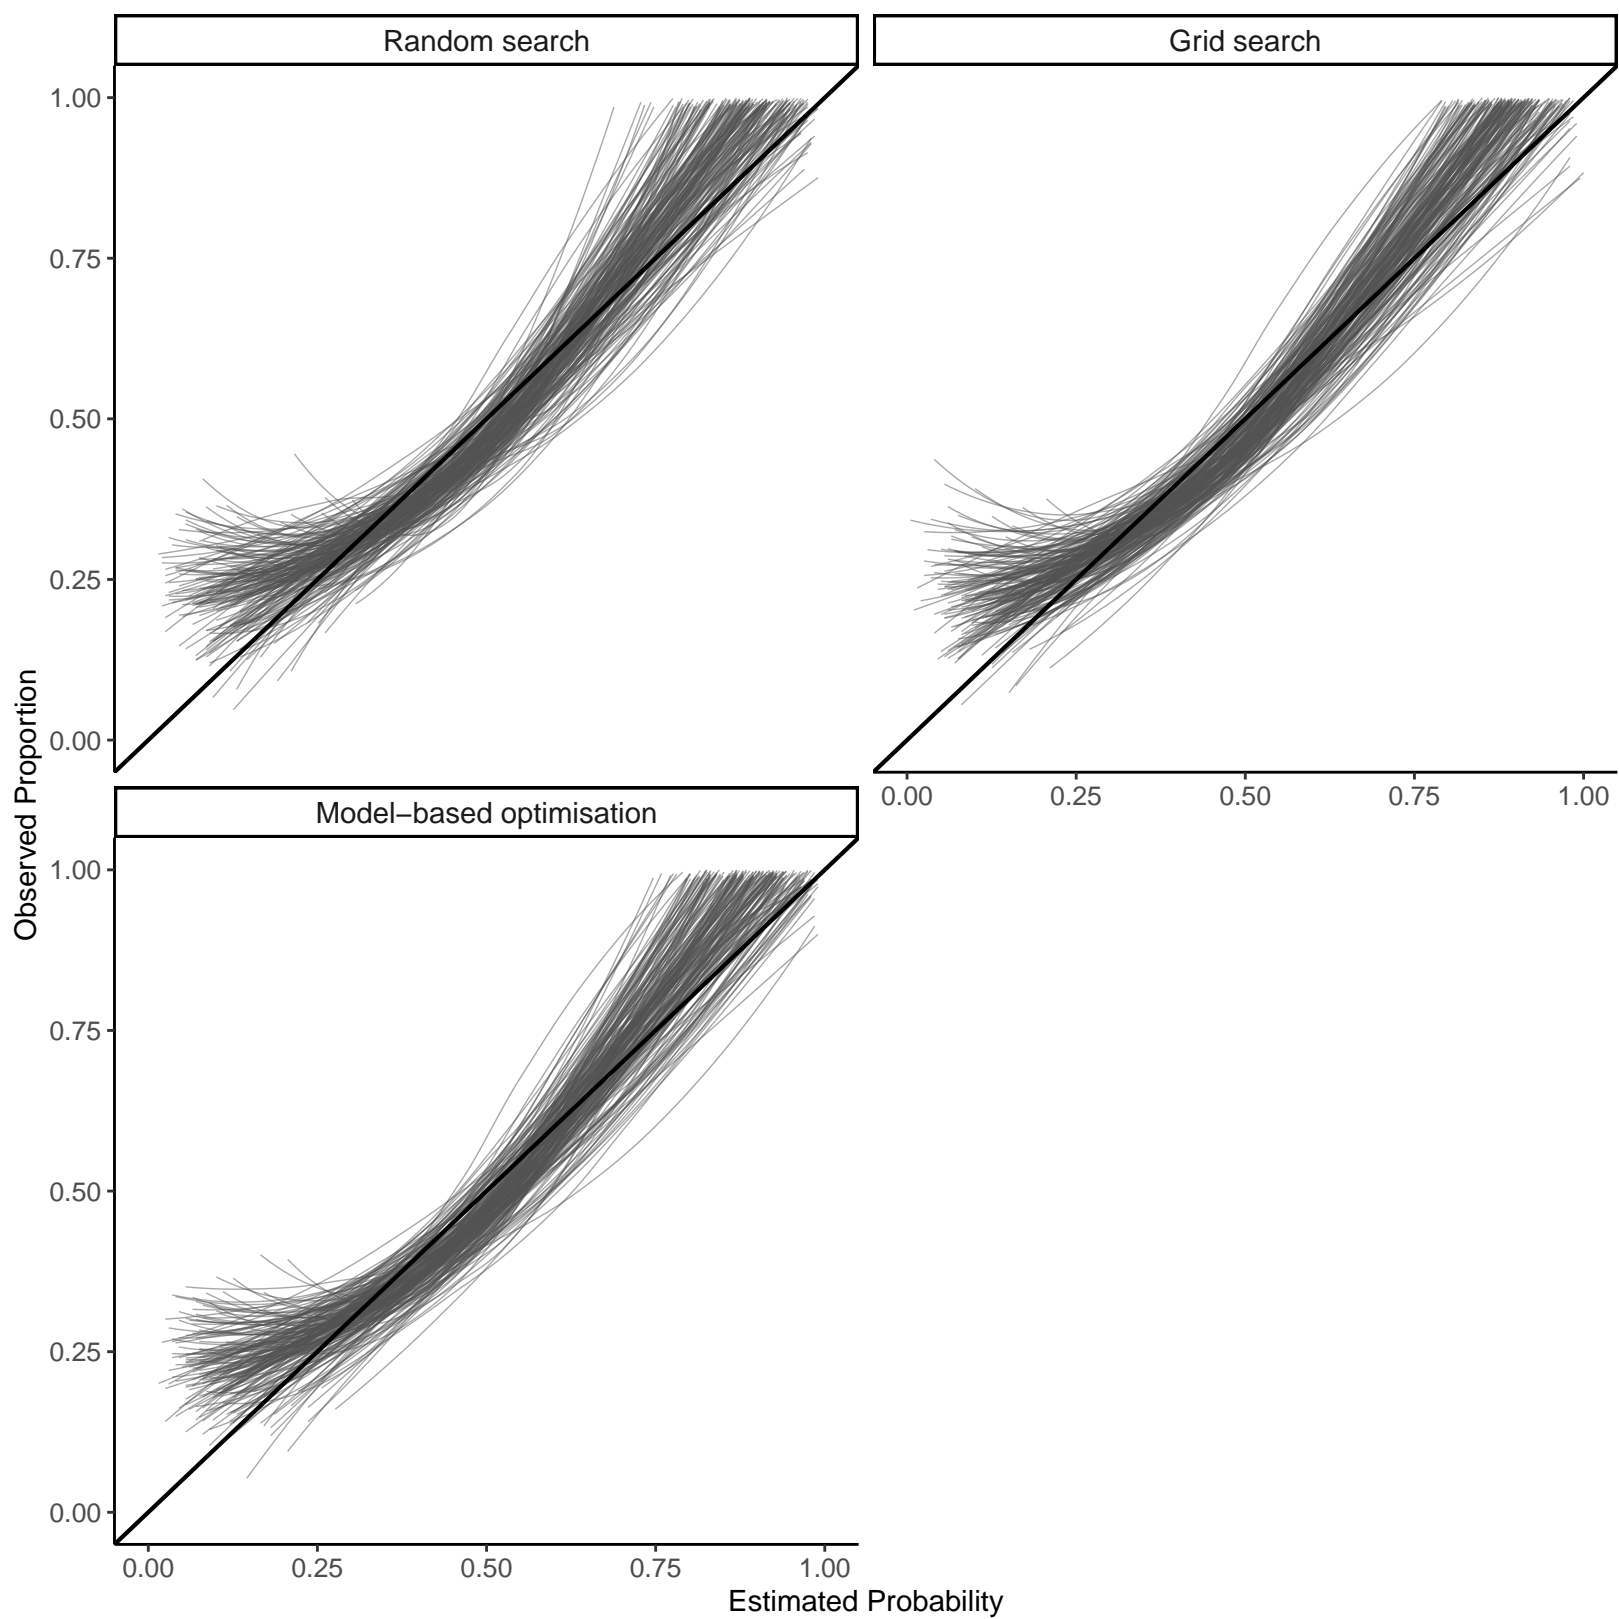 Random search
Grid search
1.00
0.75
0.50
0.25
0.00
0.00 0.25 0.50 0.75 1.00
Model−based optimisation
1.00
0.75
0.50
0.25
0.00
0.00 0.25 0.50 0.75 1.00
Observed Proportion
Estimated Probability